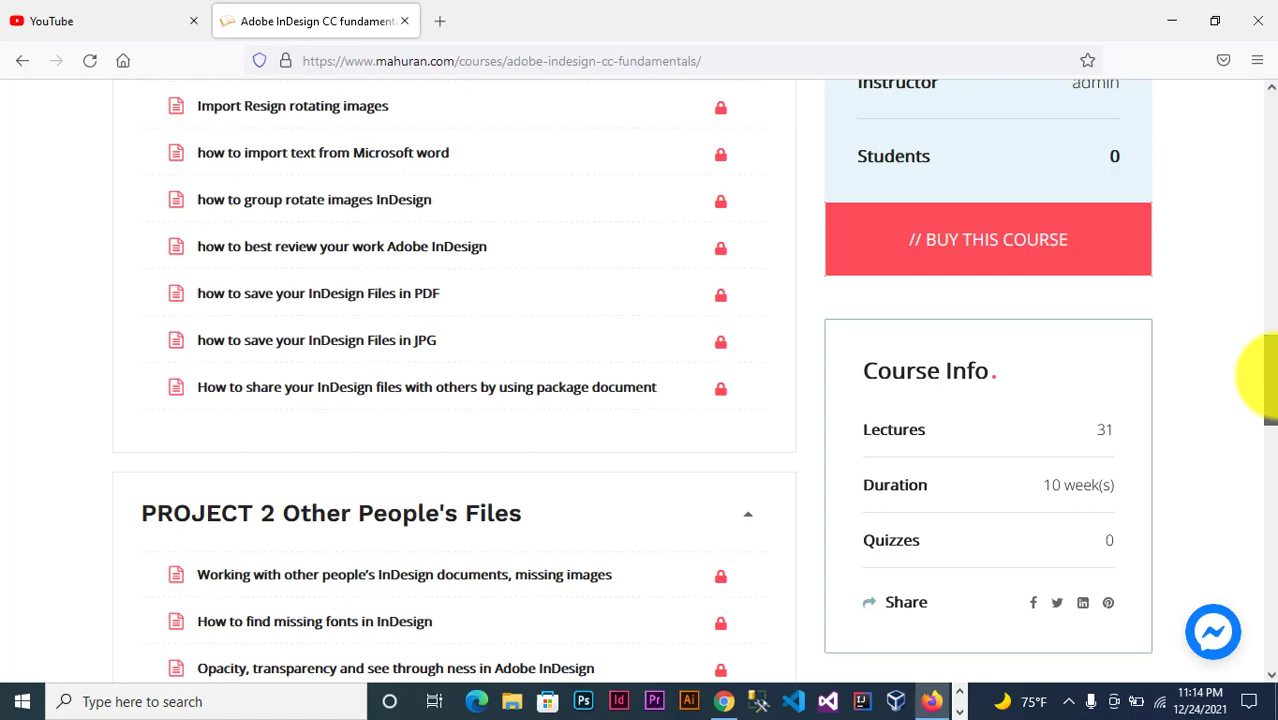 YouTube
Adobe InDesign CC fundament
https://www.mahuran.com/courses/adobe-indesign-cc-fundamentals/
Import Resign rotating images
how to import text from Microsoft word
how to group rotate images InDesign
how to best review your work Adobe InDesign
how to save your InDesign Files in PDF
how to save your InDesign Files in JPG
How to share your InDesign files with others by using package document
PROJECT 2 Other People's Files
Working with other people’s InDesign documents, missing images
How to find missing fonts in InDesign
Opacity, transparency and see through ness in Adobe InDesign
Instructor admin
Students 0
// BUY THIS COURSE
Course Info.
Lectures 31
Duration 10 week(s)
Quizzes 0
Share
Type here to search
Ps
Id
Pr
Ai
75°F
11:14 PM
12/24/2021